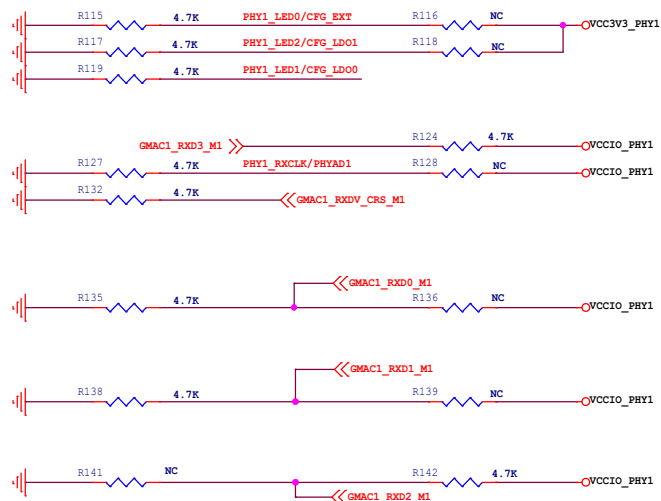 R115 4.7K PHY1_LED0/CFG_EXT R116 NC VCC3V3_PHY1
R117 4.7K PHY1_LED2/CFG_LDO1 R118 NC
R119 4.7K PHY1_LED1/CFG_LDO0
GMAC1_RXD3_M1 R124 4.7K VCCIO_PHY1
R127 4.7K PHY1_RXCLK/PHYAD1 R128 NC VCCIO_PHY1
R132 4.7K GMAC1_RXDV_CRS_M1
GMAC1_RXD0_M1
R135 4.7K R136 NC VCCIO_PHY1
GMAC1_RXD1_M1
R138 4.7K R139 NC VCCIO_PHY1
R141 NC R142 4.7K VCCIO_PHY1
GMAC1_RXD2_M1